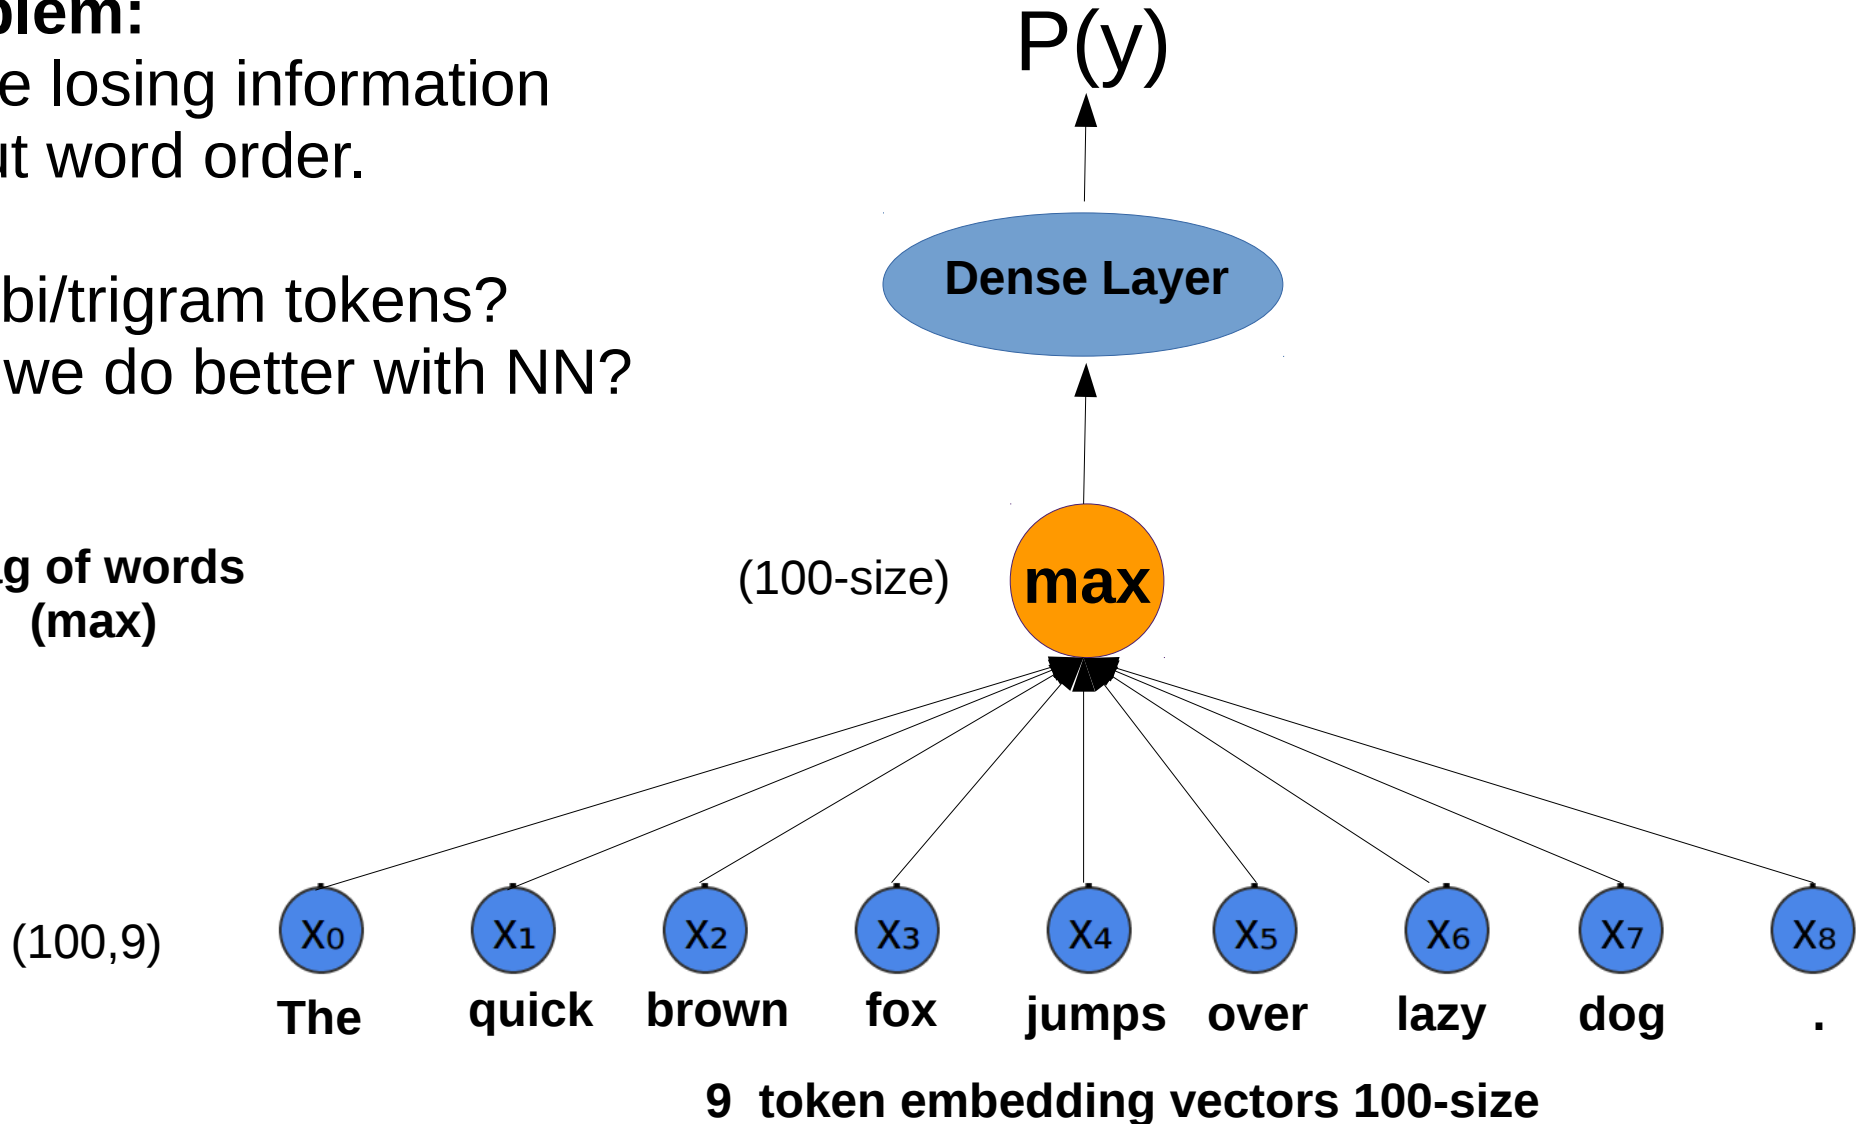 blem:
e losing information
ut word order.
bi/trigram tokens?
we do better with NN?
P(y)
Dense Layer
ag of words
(max)
(100-size)
max
(100,9)
X₀ X₁ X₂ X₃ X₄ X₅ X₆ X₇ X₈
The quick brown fox jumps over lazy dog .
9 token embedding vectors 100-size